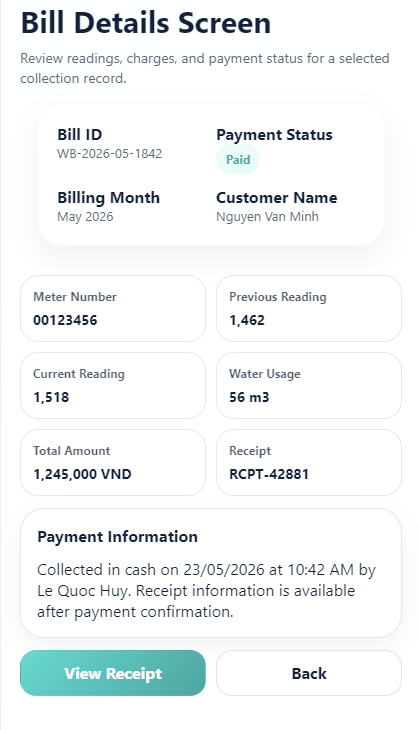 Bill Details Screen
Review readings, charges, and payment status for a selected
collection record.
Bill ID
WB-2026-05-1842
Payment Status
Paid
Billing Month
May 2026
Customer Name
Nguyen Van Minh
Meter Number
00123456
Previous Reading
1,462
Current Reading
1,518
Water Usage
56 m3
Total Amount
1,245,000 VND
Receipt
RCPT-42881
Payment Information
Collected in cash on 23/05/2026 at 10:42 AM by
Le Quoc Huy. Receipt information is available
after payment confirmation.
View Receipt
Back